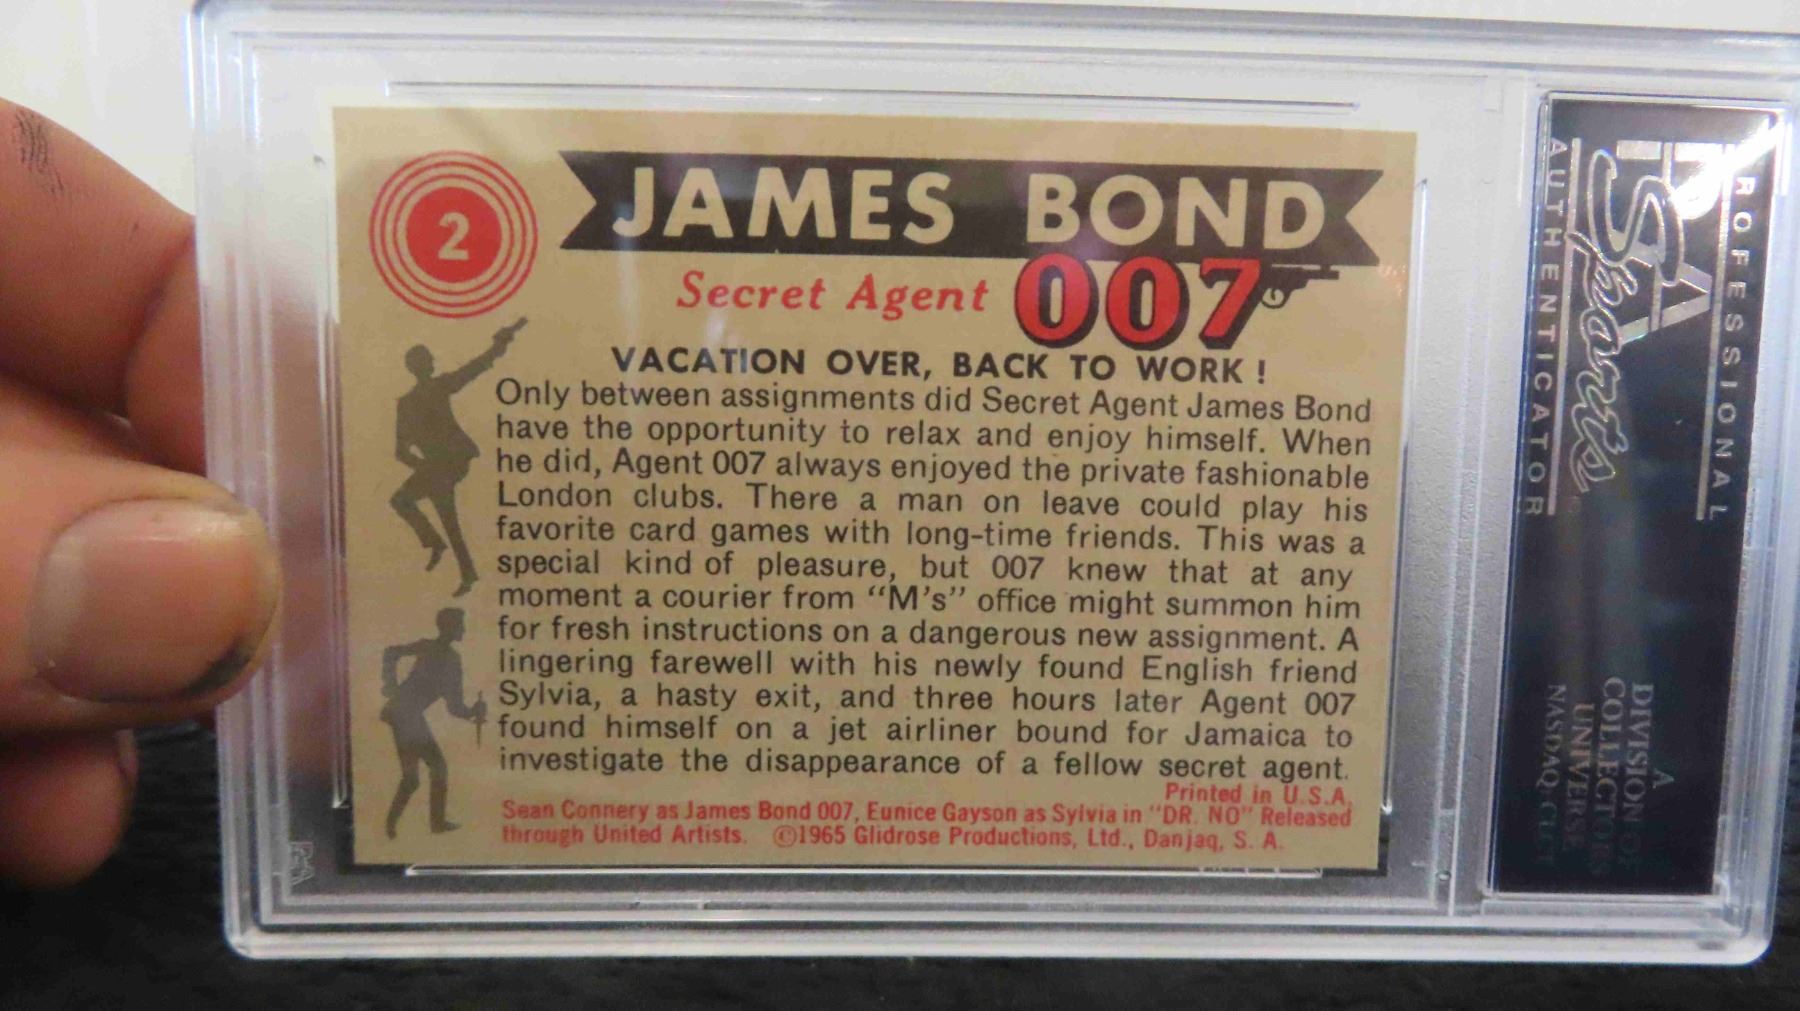 2
JAMES BOND
Secret Agent 007
VACATION OVER, BACK TO WORK !
Only between assignments did Secret Agent James Bond
have the opportunity to relax and enjoy himself. When
he did, Agent 007 always enjoyed the private fashionable
London clubs. There a man on leave could play his
favorite card games with long-time friends. This was a
special kind of pleasure, but 007 knew that at any
moment a courier from “M's” office might summon him
for fresh instructions on a dangerous new assignment. A
lingering farewell with his newly found English friend
Sylvia, a hasty exit, and three hours later Agent 007
found himself on a jet airliner bound for Jamaica to
investigate the disappearance of a fellow secret agent.
Printed in U.S.A.
Sean Connery as James Bond 007, Eunice Gayson as Sylvia in "DR. NO" Released
through United Artists. ©1965 Glidrose Productions, Ltd., Danjaq, S. A.
PROFESSIONAL
PSA
Sports
AUTHENTICATOR
A
DIVISION OF
COLLECTORS
UNIVERSE
NASDAQ CLCT